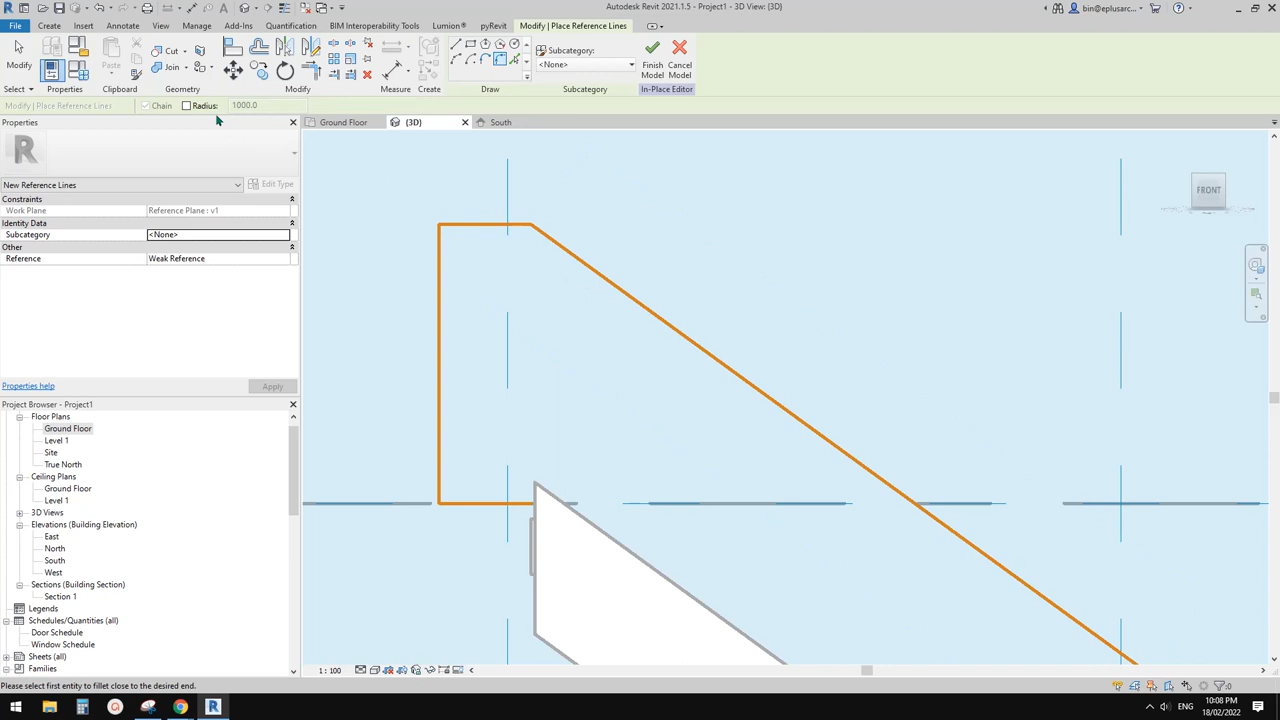 Autodesk Revit 2021.1.5 - Project1 - 3D View: {3D}
bin@eplusarc...
File Create Insert Annotate View Manage Add-Ins Quantification BIM Interoperability Tools Lumion® pyRevit Modify | Place Reference Lines
Modify
Paste
Cut
Join
Subcategory:
<None>
Finish Model
Cancel Model
Select Properties Clipboard Geometry Modify Measure Create Draw Subcategory In-Place Editor
Modify | Place Reference Lines Chain Radius: 1000.0
Properties
Ground Floor {3D} South
R
New Reference Lines Edit Type
Constraints
Work Plane Reference Plane : v1
Identity Data
Subcategory <None>
Other
Reference Weak Reference
FRONT
Properties help Apply
Project Browser - Project1
Floor Plans
Ground Floor
Level 1
Site
True North
Ceiling Plans
Ground Floor
Level 1
3D Views
Elevations (Building Elevation)
East
North
South
West
Sections (Building Section)
Section 1
Legends
Schedules/Quantities (all)
Door Schedule
Window Schedule
Sheets (all)
Families
1 : 100
Please select first entity to fillet close to the desired end.
:0
ENG
10:08 PM
18/02/2022